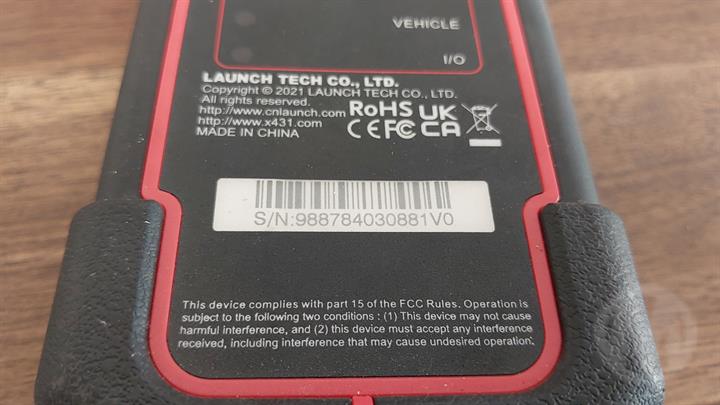 VEHICLE
I/O
LAUNCH TECH CO., LTD.
Copyright © 2021 LAUNCH TECH CO., LTD.
All rights reserved.
http://www.cnlaunch.com
http://www.x431.com
MADE IN CHINA
RoHS UK
CE FC CA
S/N:988784030881V0
This device complies with part 15 of the FCC Rules. Operation is
subject to the following two conditions : (1) This device may not cause
harmful interference, and (2) this device must accept any interference
received, including interference that may cause undesired operation.